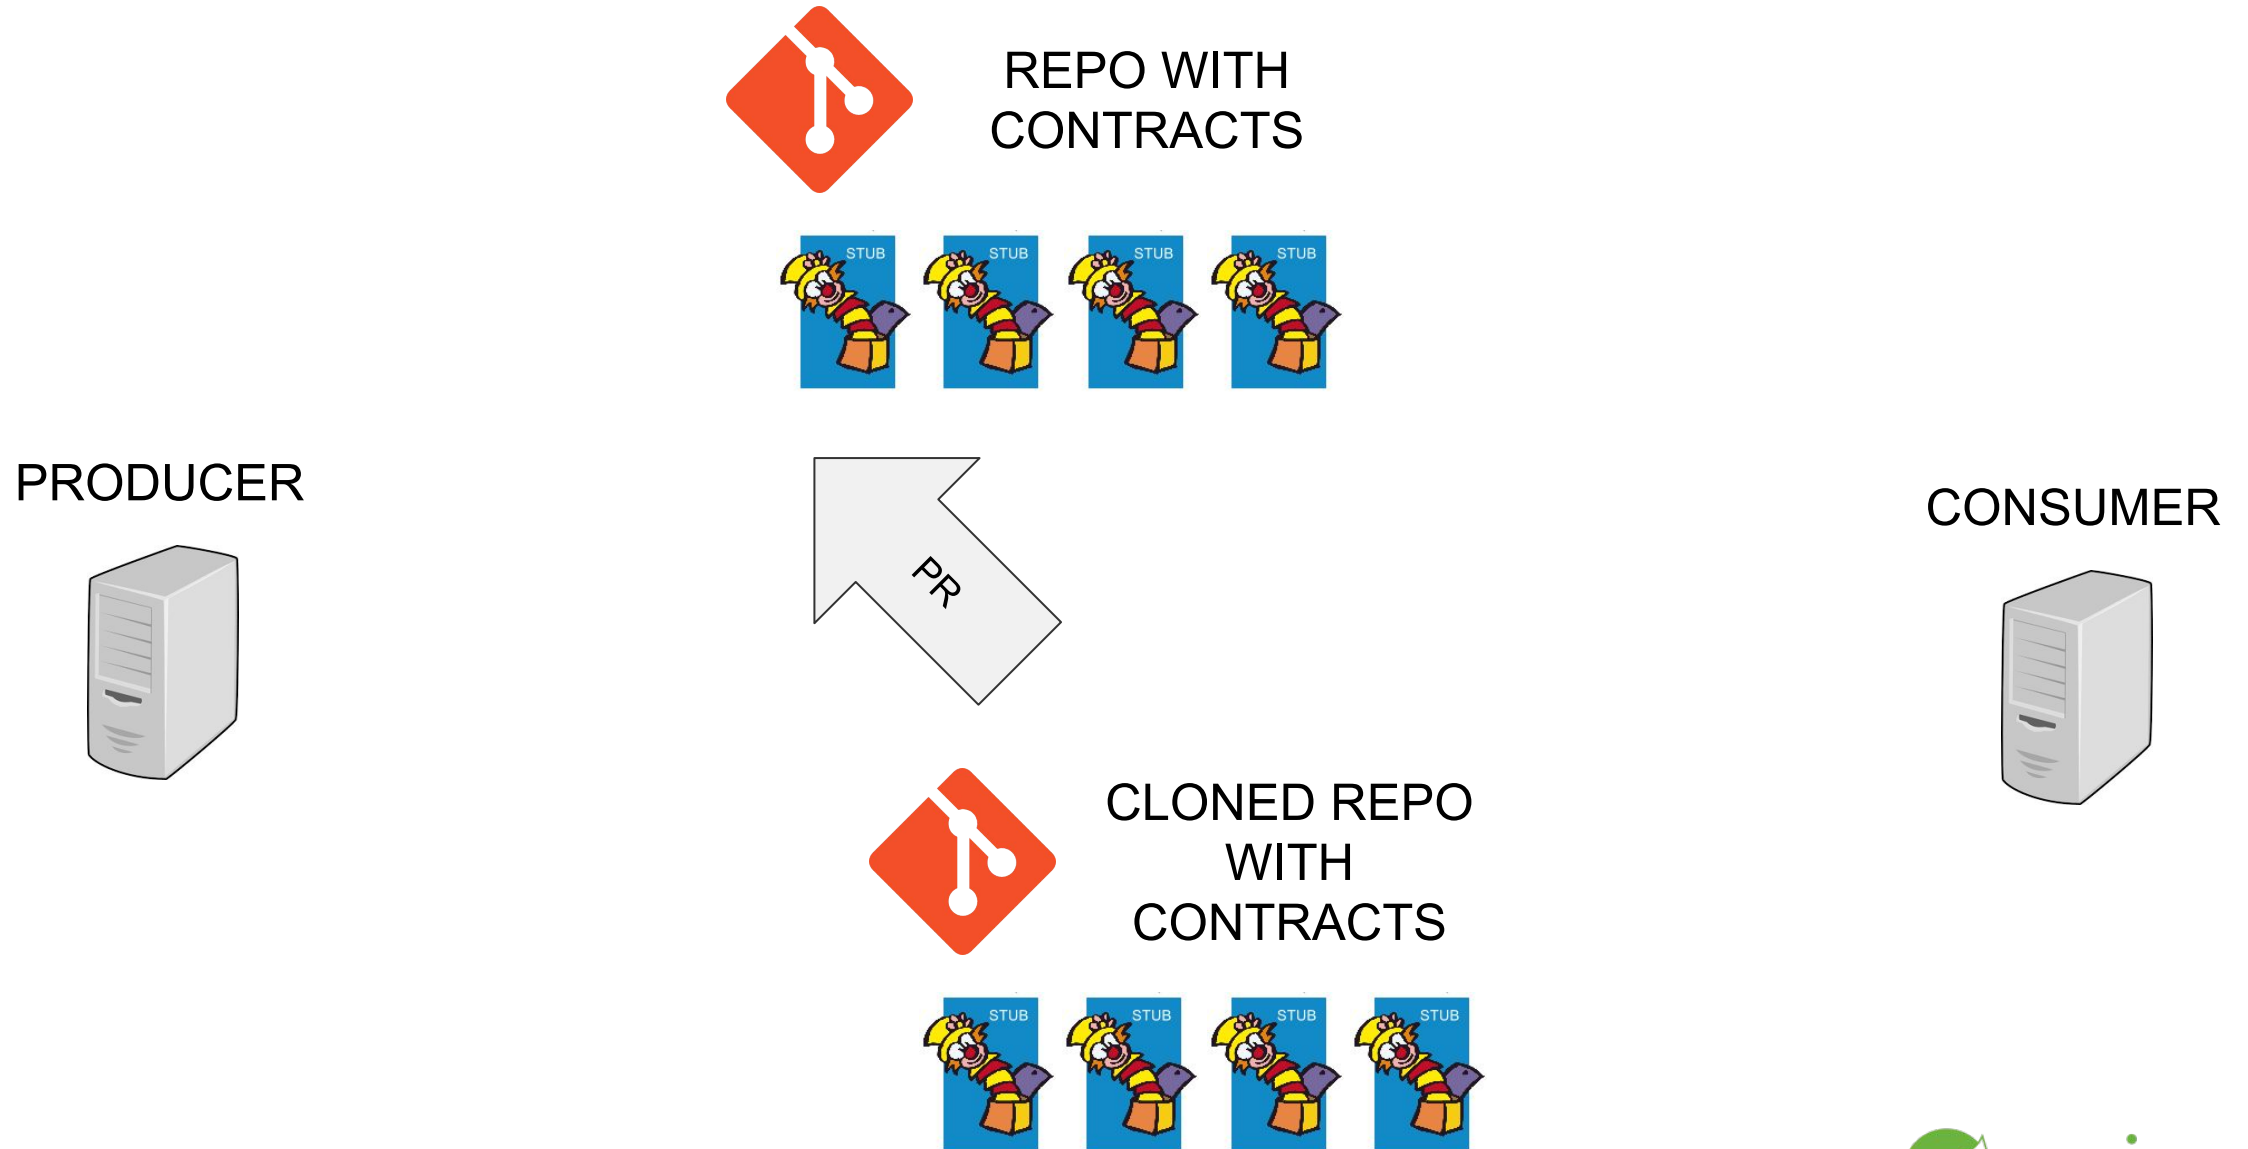 REPO WITH
CONTRACTS
STUB STUB STUB STUB
PRODUCER
CONSUMER
PR
CLONED REPO
WITH
CONTRACTS
STUB STUB STUB STUB